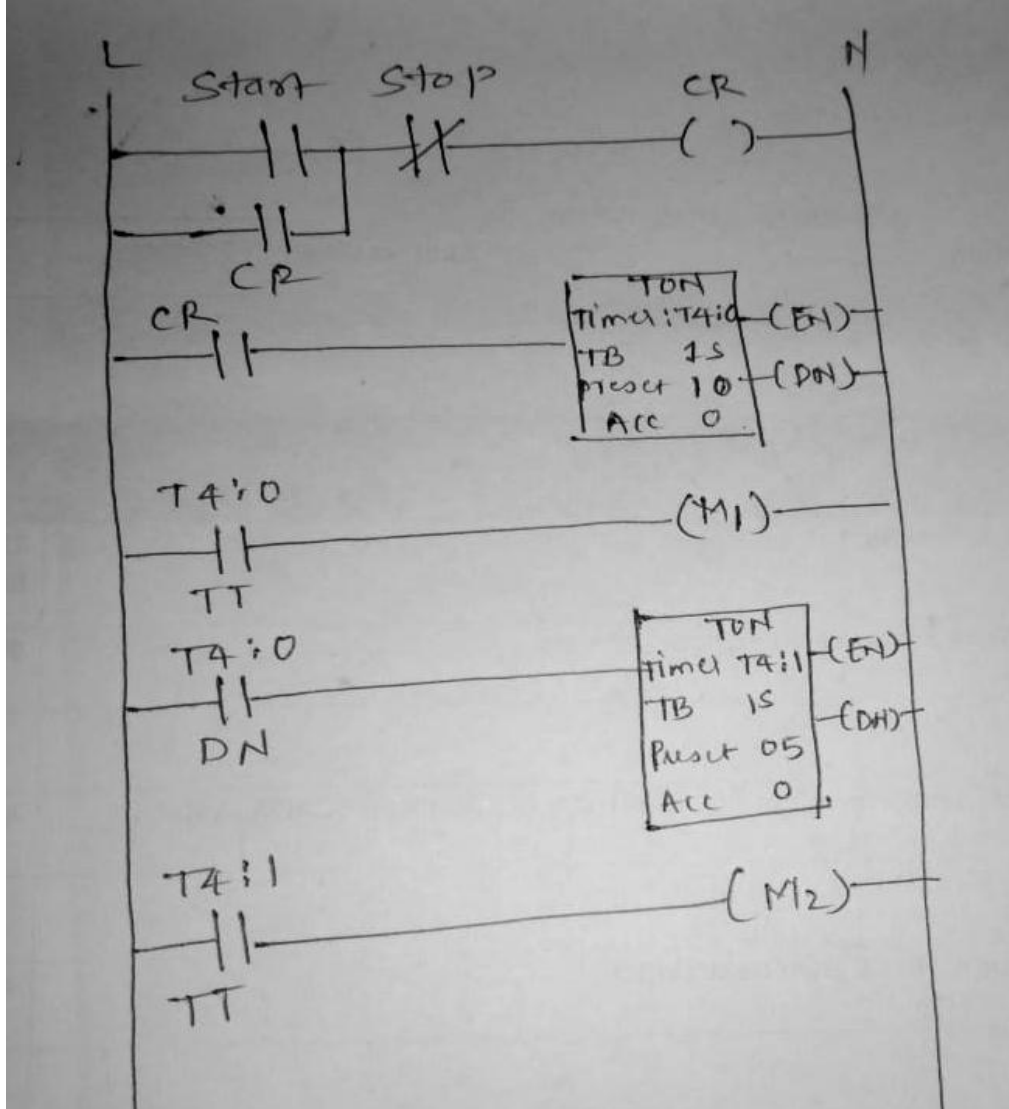 L N
Start Stop CR
( )
CR
CR
TON
Timer : T4:0 (EN)
TB 1S
preset 10 (DN)
Acc 0
T4:0
(M1)
TT
T4:0
DN
TON
Timer T4:1 (EN)
TB 1S
(DN)
Preset 05
Acc 0
T4:1
(M2)
TT